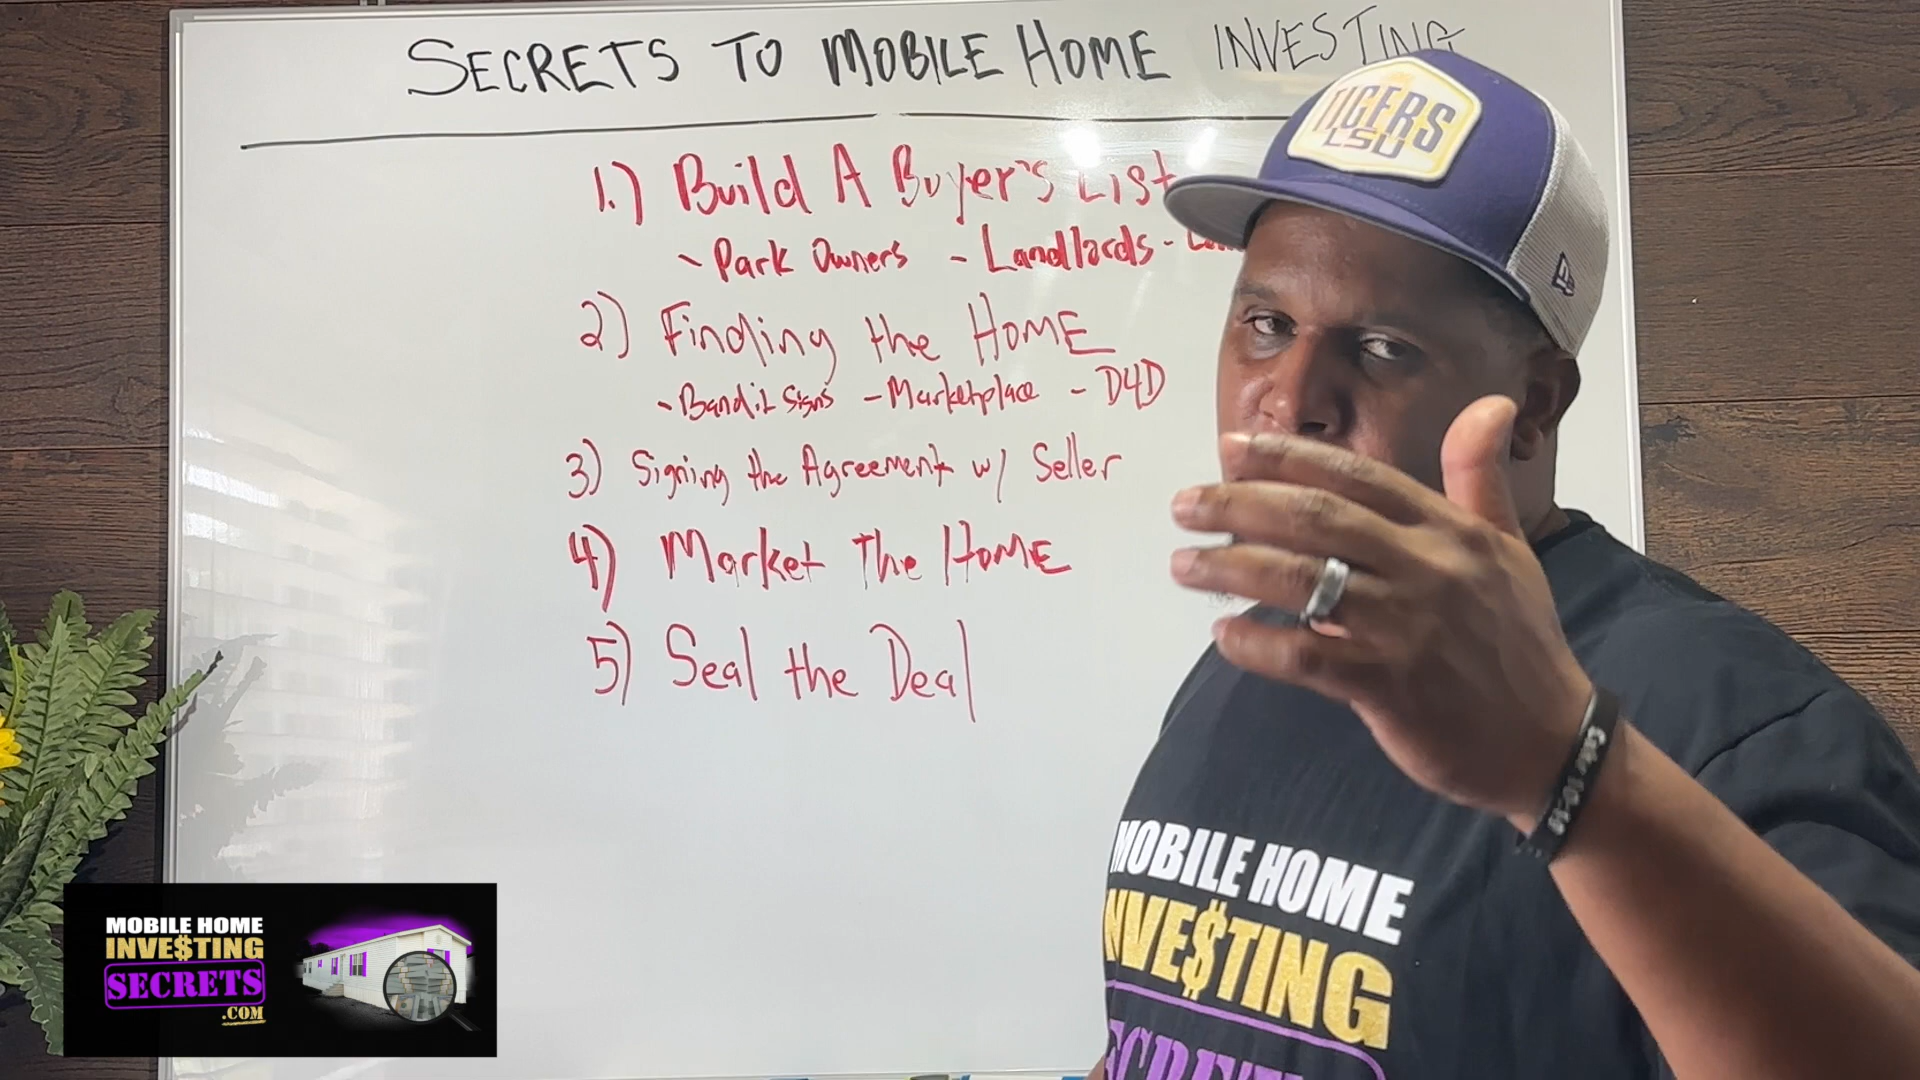 SECRETS TO MOBILE HOME INVESTING
1.) Build A Buyer's List
- Park Owners - Landlords -
2) Finding the HOME
- Bandit Signs - Marketplace - D4D
3) Signing the Agreement w/ Seller
4) Market The HOME
5) Seal the Deal
TIGERS
LSU
MOBILE HOME
INVE$TING
MOBILE HOME
INVE$TING
SECRETS
.COM